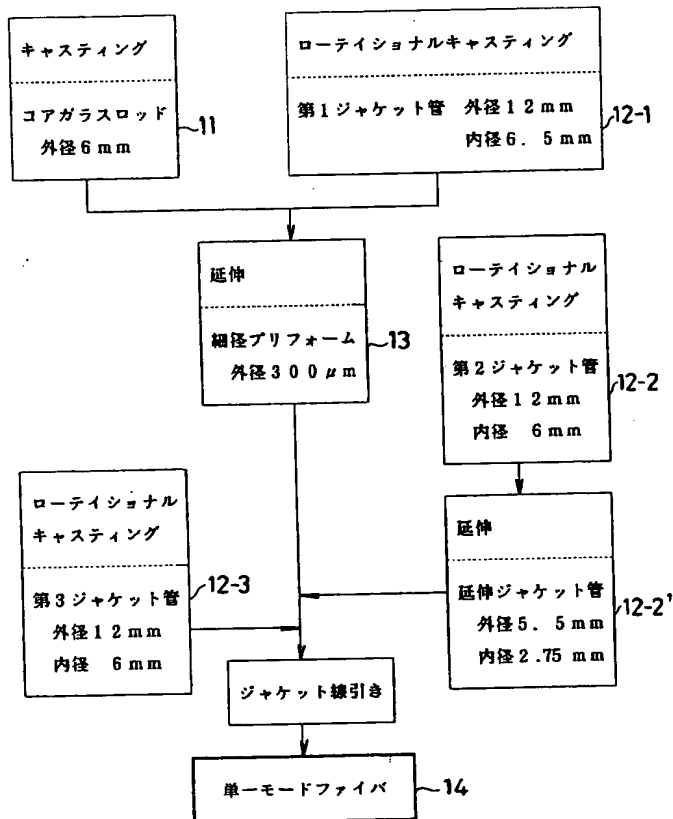 キャスティング
コアガラスロッド
外径6mm
11
ローテイショナルキャスティング
第1ジャケット管 外径12mm
内径6.5mm
12-1
延伸
細径プリフォーム
外径300μm
13
ローテイショナル
キャスティング
第2ジャケット管
外径12mm
内径 6mm
12-2
ローテイショナル
キャスティング
第3ジャケット管
外径12mm
内径 6mm
12-3
延伸
延伸ジャケット管
外径5.5mm
内径2.75mm
12-2'
ジャケット線引き
単一モードファイバ
14